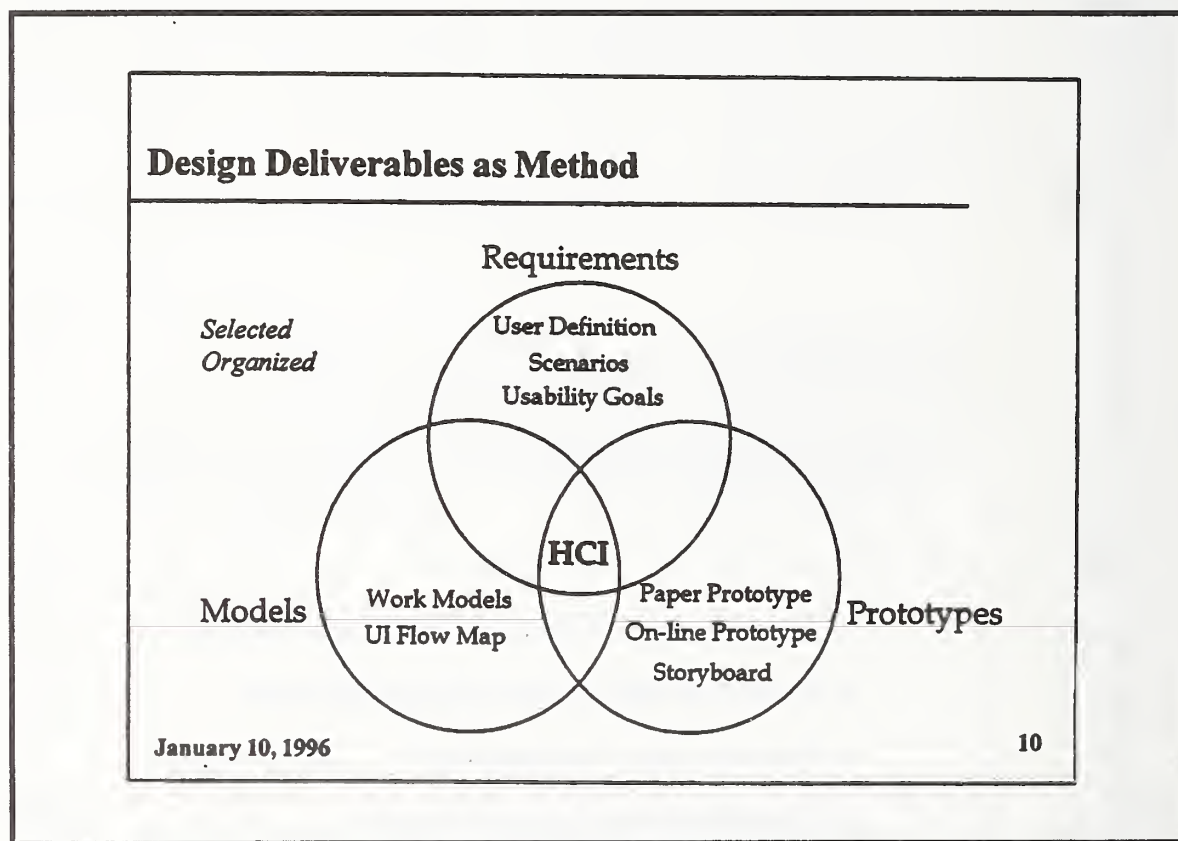 Design Deliverables as Method
Requirements
Selected
Organized
User Definition
Scenarios
Usability Goals
HCI
Models
Work Models
UI Flow Map
Paper Prototype
On-line Prototype
Storyboard
Prototypes
January 10, 1996
10